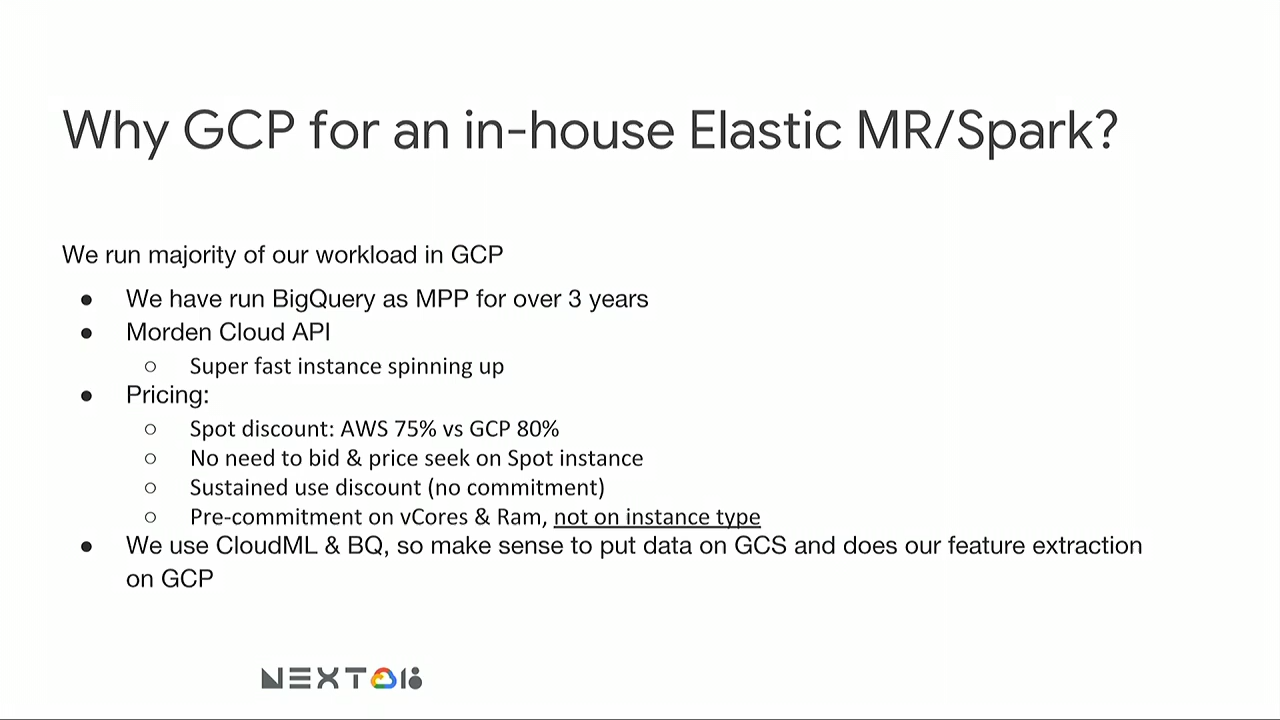 Why GCP for an in-house Elastic MR/Spark?
We run majority of our workload in GCP
● We have run BigQuery as MPP for over 3 years
● Morden Cloud API
○ Super fast instance spinning up
● Pricing:
○ Spot discount: AWS 75% vs GCP 80%
○ No need to bid & price seek on Spot instance
○ Sustained use discount (no commitment)
○ Pre-commitment on vCores & Ram, not on instance type
● We use CloudML & BQ, so make sense to put data on GCS and does our feature extraction
on GCP
NEXT 18